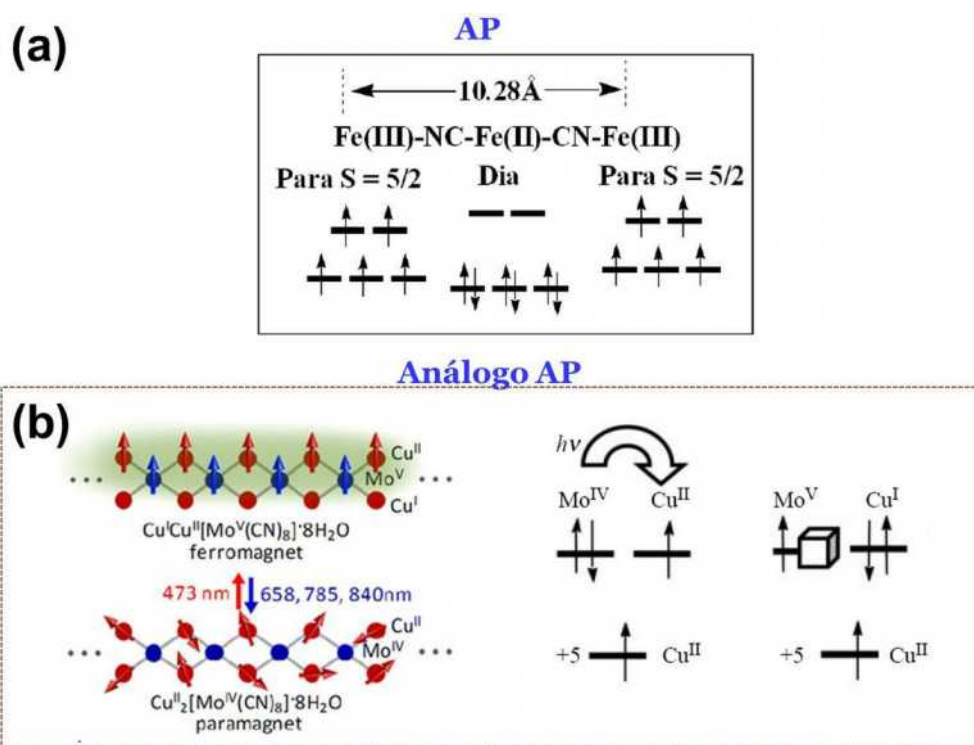 AP
(a)
10.28Å
Fe(III)-NC-Fe(II)-CN-Fe(III)
Para S = 5/2 Dia Para S = 5/2
Análogo AP
(b)
Cu^II
Mo^V
Cu^I
Cu^ICu^II[Mo^V(CN)₈]·8H₂O
ferromagnet
473 nm 658, 785, 840nm
Cu^II
Mo^IV
Cu^II₂[Mo^IV(CN)₈]·8H₂O
paramagnet
hν
Mo^IV Cu^II Mo^V Cu^I
+5 Cu^II +5 Cu^II